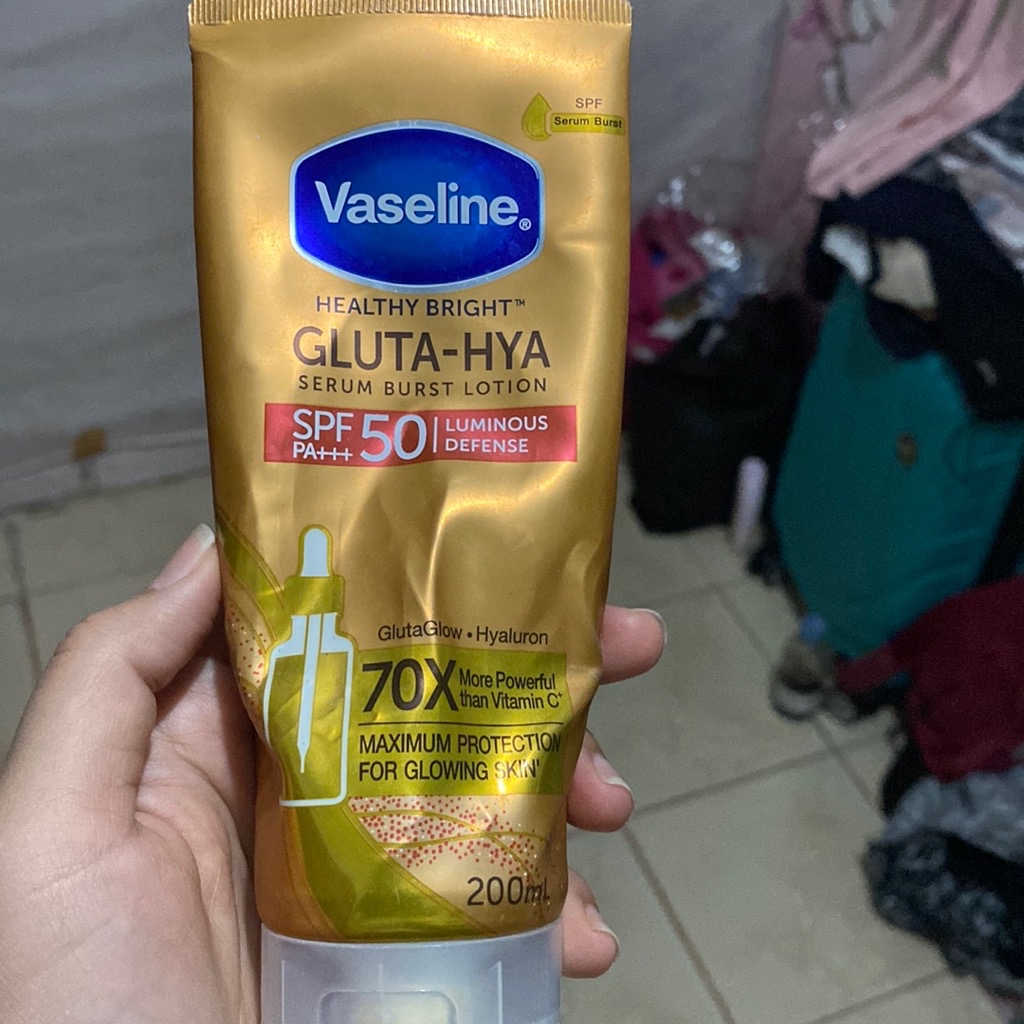 SPF
Serum Burst
Vaseline®
HEALTHY BRIGHT™
GLUTA-HYA
SERUM BURST LOTION
SPF 50
PA+++
LUMINOUS
DEFENSE
GlutaGlow • Hyaluron
70X More Powerful
than Vitamin C⁺
MAXIMUM PROTECTION
FOR GLOWING SKIN¹
200mL